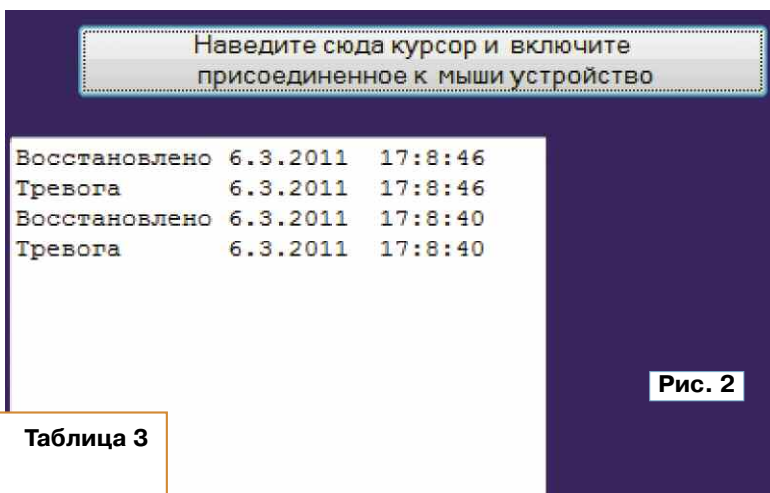 Наведите сюда курсор и включите
присоединенное к мыши устройство
Восстановлено 6.3.2011 17:8:46
Тревога 6.3.2011 17:8:46
Восстановлено 6.3.2011 17:8:40
Тревога 6.3.2011 17:8:40
Рис. 2
Таблица 3